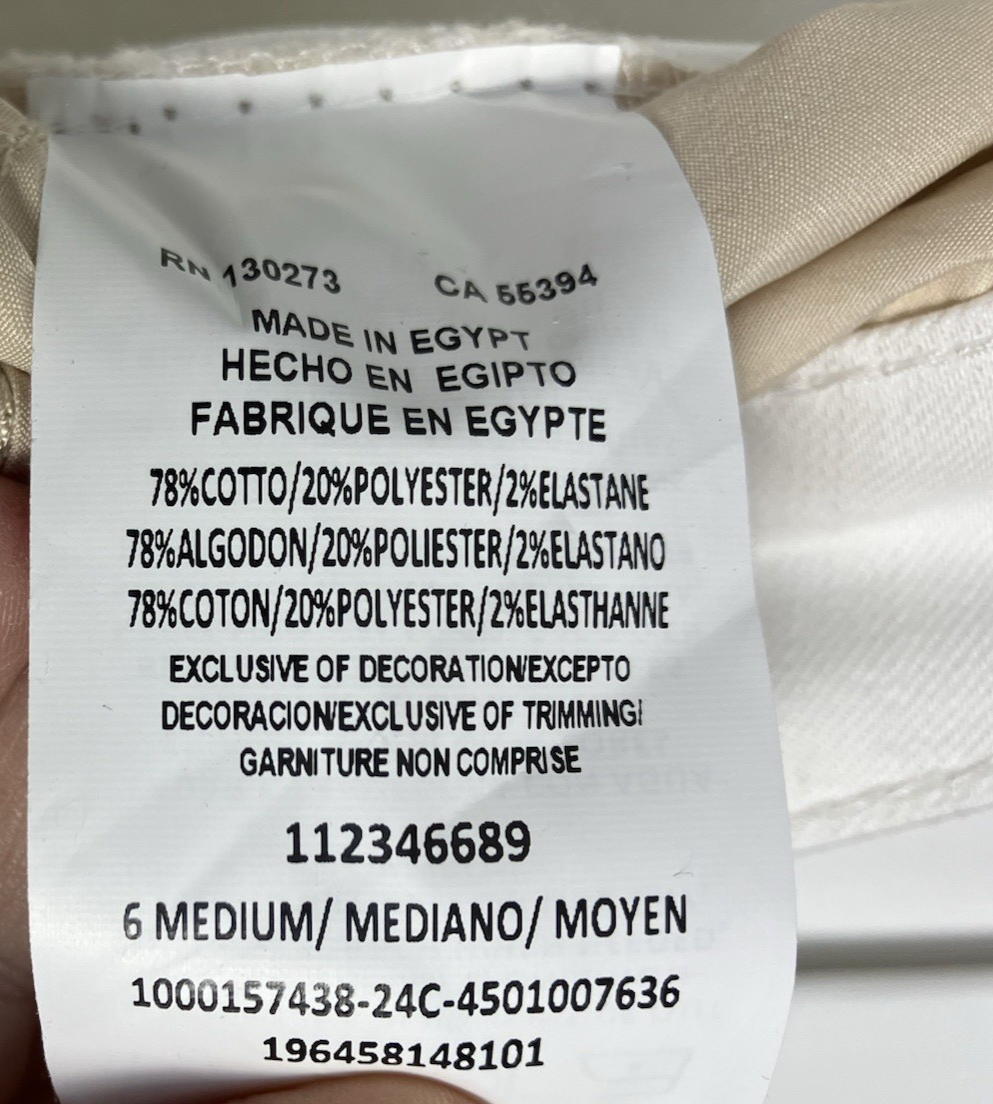 RN 130273 CA 55394
MADE IN EGYPT
HECHO EN EGIPTO
FABRIQUE EN EGYPTE
78%COTTO/20%POLYESTER/2%ELASTANE
78%ALGODON/20%POLIESTER/2%ELASTANO
78%COTON/20%POLYESTER/2%ELASTHANNE
EXCLUSIVE OF DECORATION/EXCEPTO
DECORACION/EXCLUSIVE OF TRIMMING/
GARNITURE NON COMPRISE
112346689
6 MEDIUM/ MEDIANO/ MOYEN
1000157438-24C-4501007636
196458148101